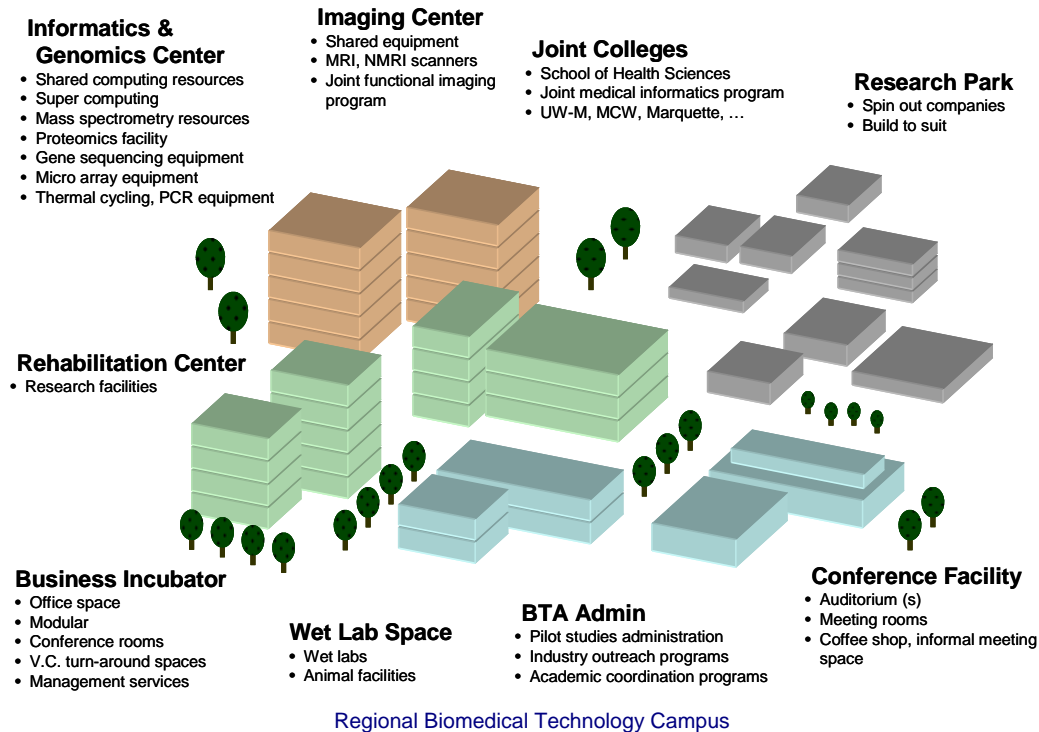 Informatics &
Genomics Center
• Shared computing resources
• Super computing
• Mass spectrometry resources
• Proteomics facility
• Gene sequencing equipment
• Micro array equipment
• Thermal cycling, PCR equipment
Imaging Center
• Shared equipment
• MRI, NMRI scanners
• Joint functional imaging
program
Joint Colleges
• School of Health Sciences
• Joint medical informatics program
• UW-M, MCW, Marquette, …
Research Park
• Spin out companies
• Build to suit
Rehabilitation Center
• Research facilities
Business Incubator
• Office space
• Modular
• Conference rooms
• V.C. turn-around spaces
• Management services
Wet Lab Space
• Wet labs
• Animal facilities
BTA Admin
• Pilot studies administration
• Industry outreach programs
• Academic coordination programs
Conference Facility
• Auditorium (s)
• Meeting rooms
• Coffee shop, informal meeting
space
Regional Biomedical Technology Campus